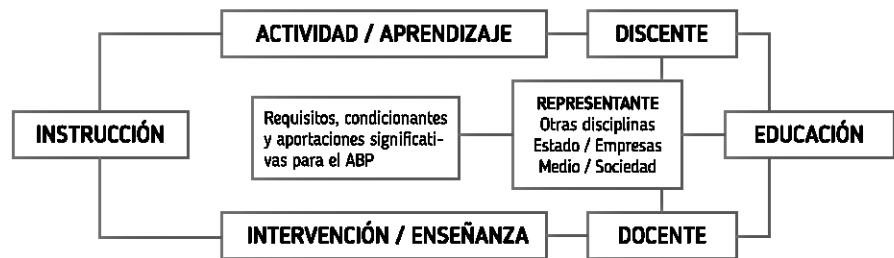 ACTIVIDAD / APRENDIZAJE
DISCENTE
INSTRUCCIÓN
Requisitos, condicionantes
y aportaciones significati-
vas para el ABP
REPRESENTANTE
Otras disciplinas
Estado / Empresas
Medio / Sociedad
EDUCACIÓN
INTERVENCIÓN / ENSEÑANZA
DOCENTE